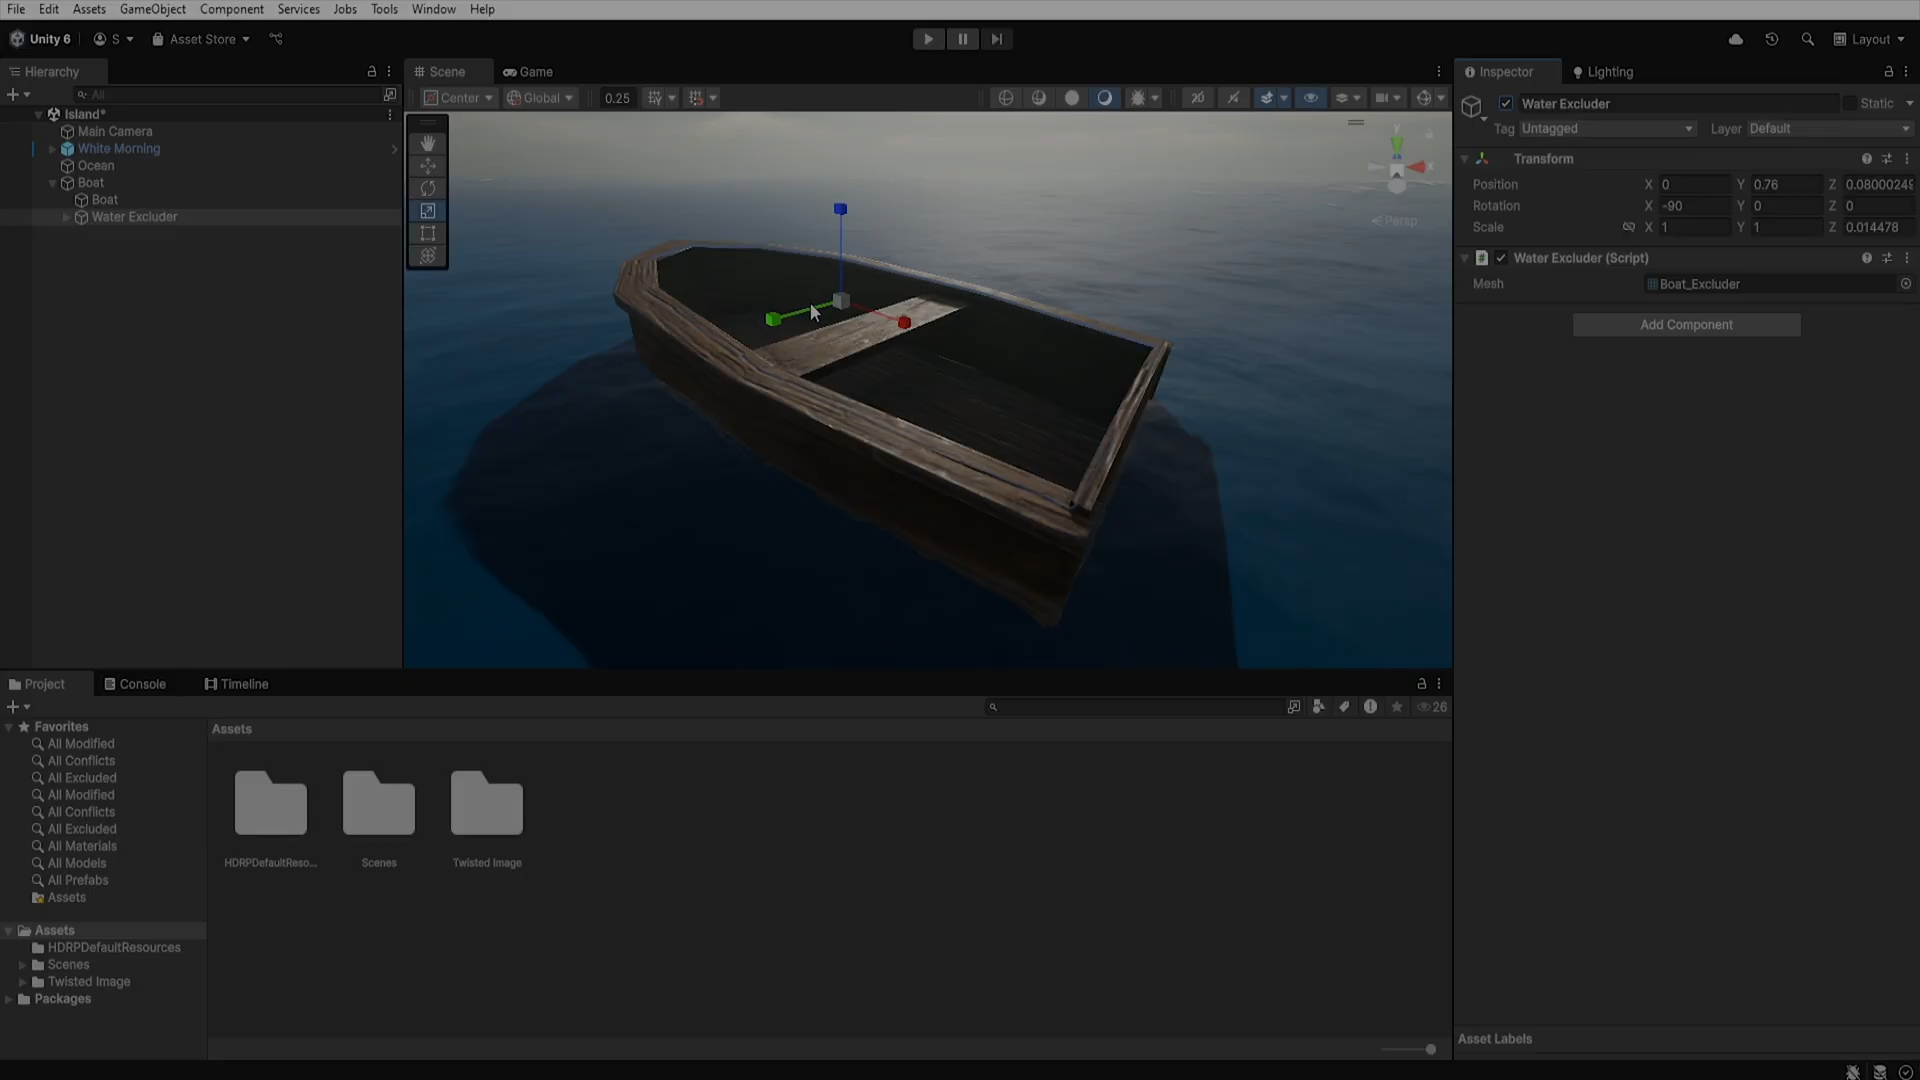 File Edit Assets GameObject Component Services Jobs Tools Window Help
Unity 6 S Asset Store Layout
Hierarchy
All
Island*
Main Camera
White Morning
Ocean
Boat
Boat
Water Excluder
Scene Game
Center Global 0.25 2D
y
x
Persp
Inspector Lighting
Water Excluder Static
Tag Untagged Layer Default
Transform
Position X 0 Y 0.76 Z 0.08000024
Rotation X -90 Y 0 Z 0
Scale X 1 Y 1 Z 0.014478
Water Excluder (Script)
Mesh Boat_Excluder
Add Component
Project Console Timeline
26
Favorites
All Modified
All Conflicts
All Excluded
All Modified
All Conflicts
All Excluded
All Materials
All Models
All Prefabs
Assets
Assets
HDRPDefaultResources
Scenes
Twisted Image
Packages
Assets
HDRPDefaultReso... Scenes Twisted Image
Asset Labels